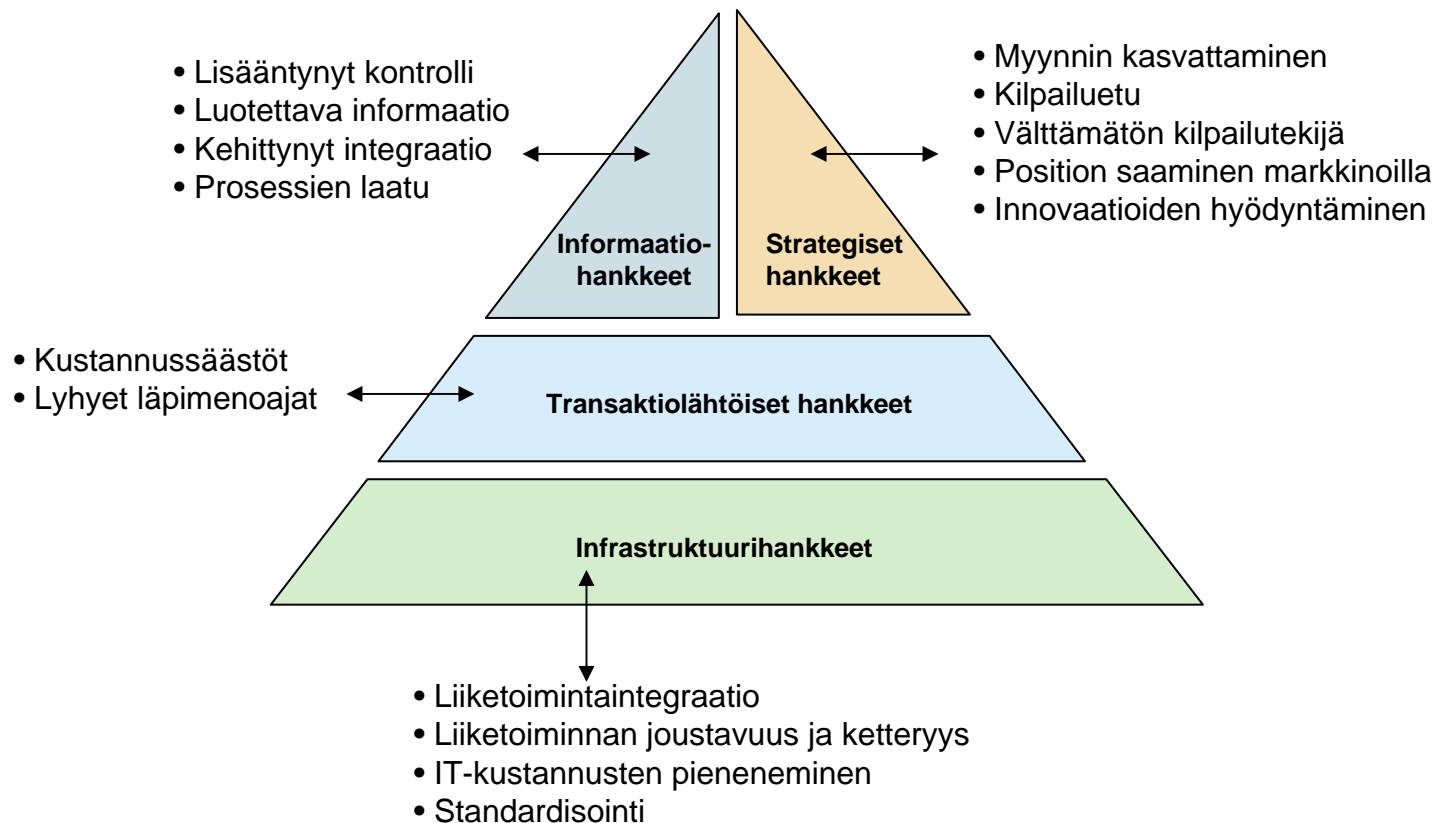 • Lisääntynyt kontrolli
• Luotettava informaatio
• Kehittynyt integraatio
• Prosessien laatu
• Myynnin kasvattaminen
• Kilpailuetu
• Välttämätön kilpailutekijä
• Position saaminen markkinoilla
• Innovaatioiden hyödyntäminen
Informaatio-
hankkeet
Strategiset
hankkeet
• Kustannussäästöt
• Lyhyet läpimenoajat
Transaktiolähtöiset hankkeet
Infrastruktuurihankkeet
• Liiketoimintaintegraatio
• Liiketoiminnan joustavuus ja ketteryys
• IT-kustannusten pieneneminen
• Standardisointi